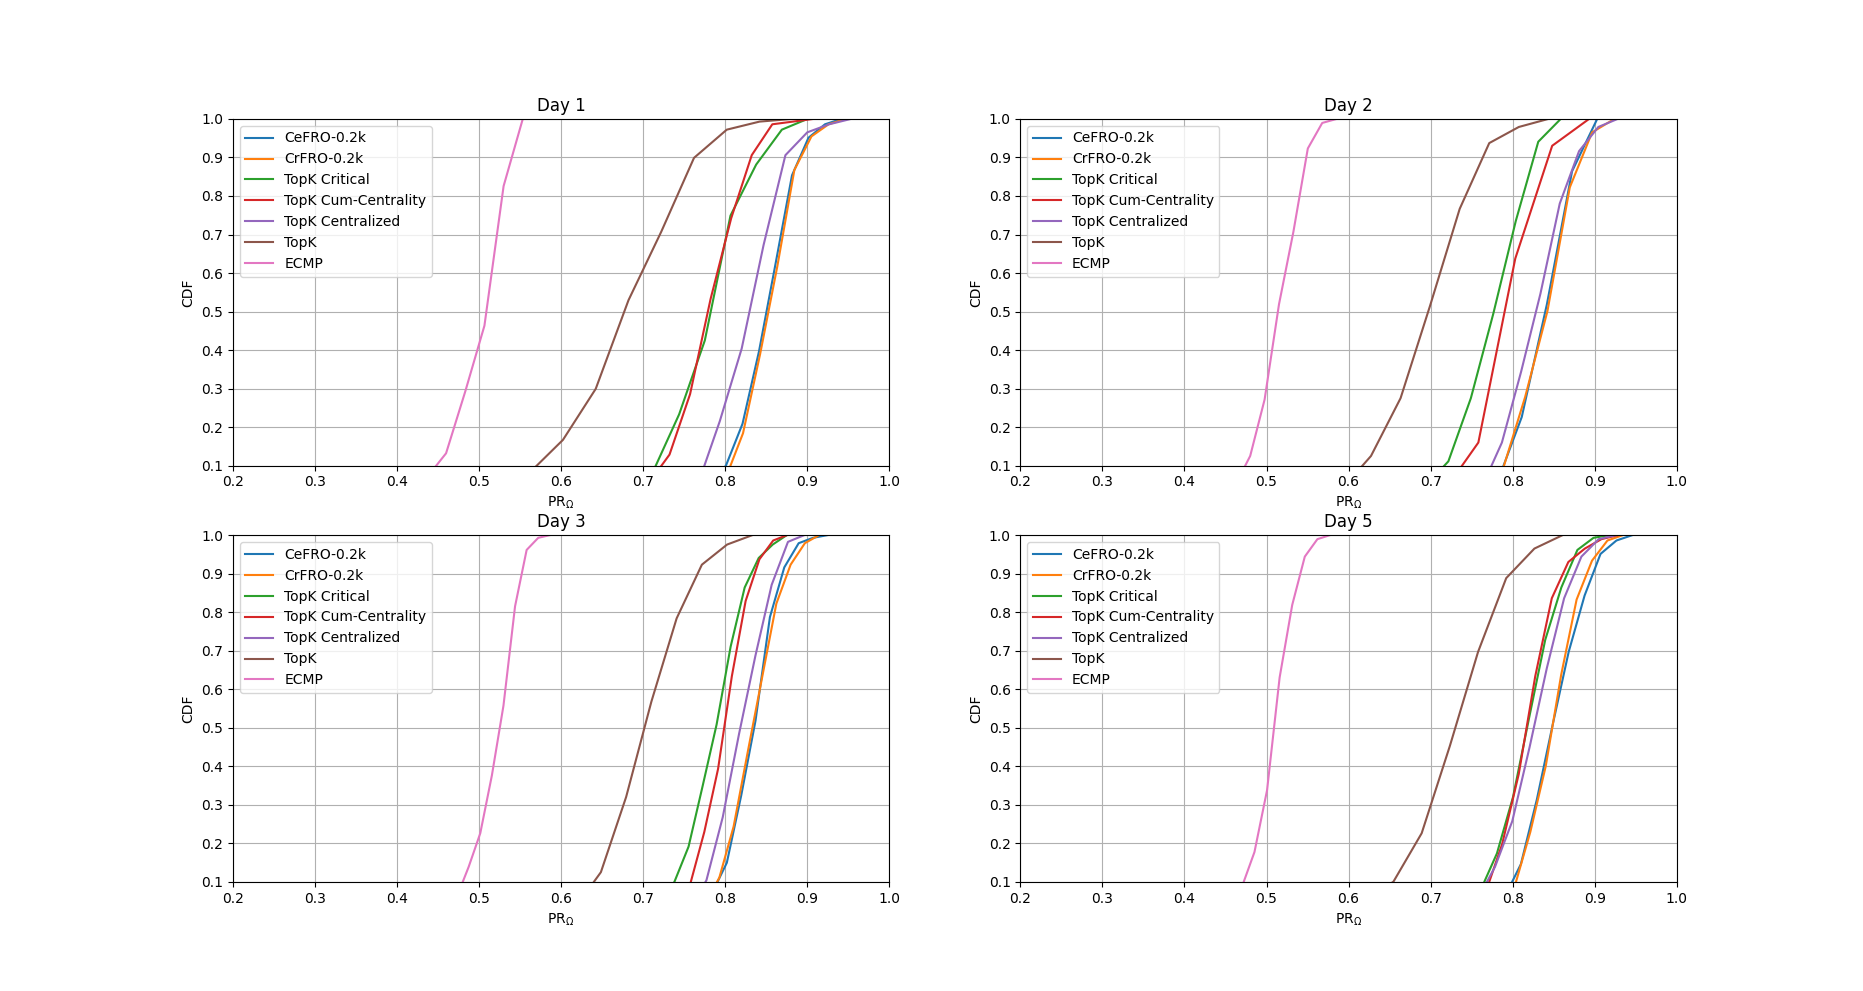 Day 1
1.0
0.9
0.8
0.7
0.6
0.5
0.4
0.3
0.2
0.1
CDF
CeFRO-0.2k
CrFRO-0.2k
TopK Critical
TopK Cum-Centrality
TopK Centralized
TopK
ECMP
0.2 0.3 0.4 0.5 0.6 0.7 0.8 0.9 1.0
PRΩ
Day 2
1.0
0.9
0.8
0.7
0.6
0.5
0.4
0.3
0.2
0.1
CDF
CeFRO-0.2k
CrFRO-0.2k
TopK Critical
TopK Cum-Centrality
TopK Centralized
TopK
ECMP
0.2 0.3 0.4 0.5 0.6 0.7 0.8 0.9 1.0
PRΩ
Day 3
1.0
0.9
0.8
0.7
0.6
0.5
0.4
0.3
0.2
0.1
CDF
CeFRO-0.2k
CrFRO-0.2k
TopK Critical
TopK Cum-Centrality
TopK Centralized
TopK
ECMP
0.2 0.3 0.4 0.5 0.6 0.7 0.8 0.9 1.0
PRΩ
Day 5
1.0
0.9
0.8
0.7
0.6
0.5
0.4
0.3
0.2
0.1
CDF
CeFRO-0.2k
CrFRO-0.2k
TopK Critical
TopK Cum-Centrality
TopK Centralized
TopK
ECMP
0.2 0.3 0.4 0.5 0.6 0.7 0.8 0.9 1.0
PRΩ